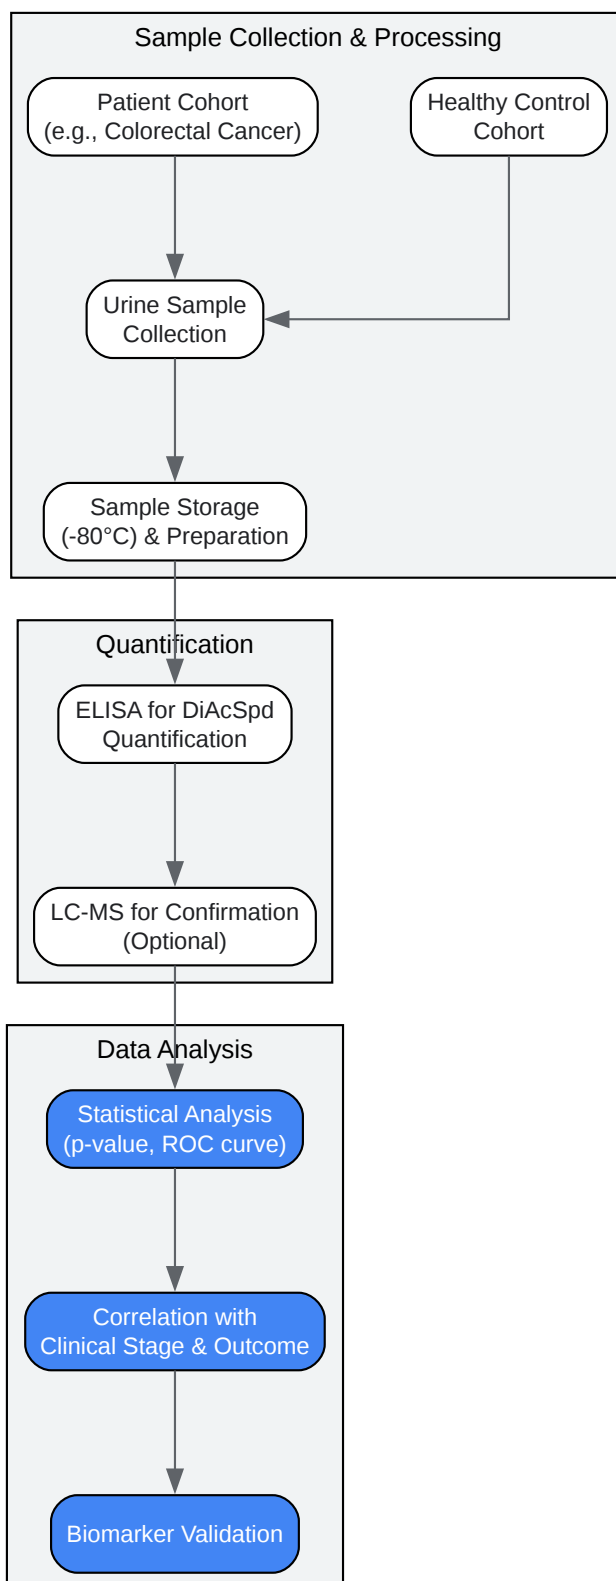 Sample Collection & Processing
Patient Cohort
(e.g., Colorectal Cancer)
Healthy Control
Cohort
Urine Sample
Collection
Sample Storage
(-80°C) & Preparation
Quantification
ELISA for DiAcSpd
Quantification
LC-MS for Confirmation
(Optional)
Data Analysis
Statistical Analysis
(p-value, ROC curve)
Correlation with
Clinical Stage & Outcome
Biomarker Validation